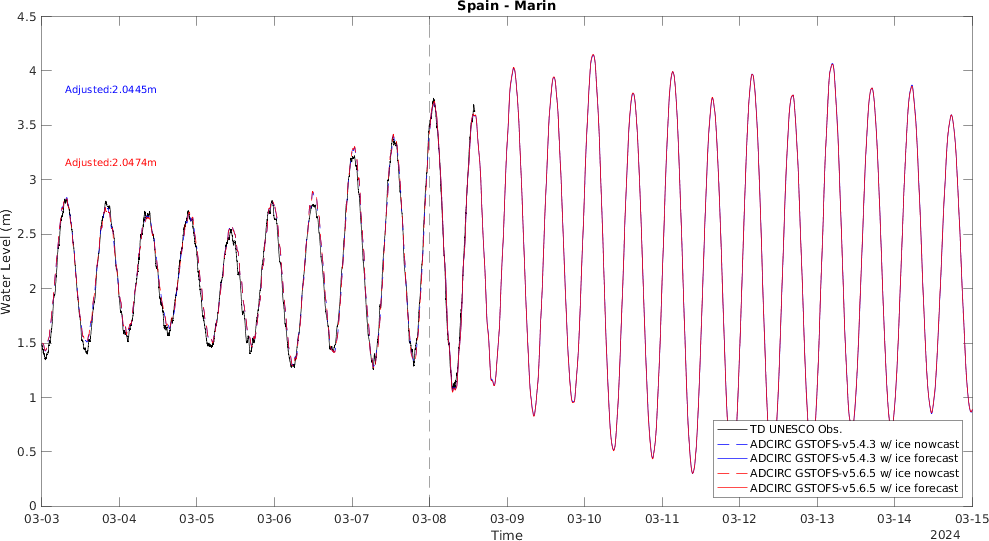 Spain - Marin
4.5
4
3.5
3
2.5
2
1.5
1
0.5
0
Water Level (m)
Adjusted:2.0445m
Adjusted:2.0474m
TD UNESCO Obs.
ADCIRC GSTOFS-v5.4.3 w/ ice nowcast
ADCIRC GSTOFS-v5.4.3 w/ ice forecast
ADCIRC GSTOFS-v5.6.5 w/ ice nowcast
ADCIRC GSTOFS-v5.6.5 w/ ice forecast
03-03 03-04 03-05 03-06 03-07 03-08 03-09 03-10 03-11 03-12 03-13 03-14 03-15
Time
2024